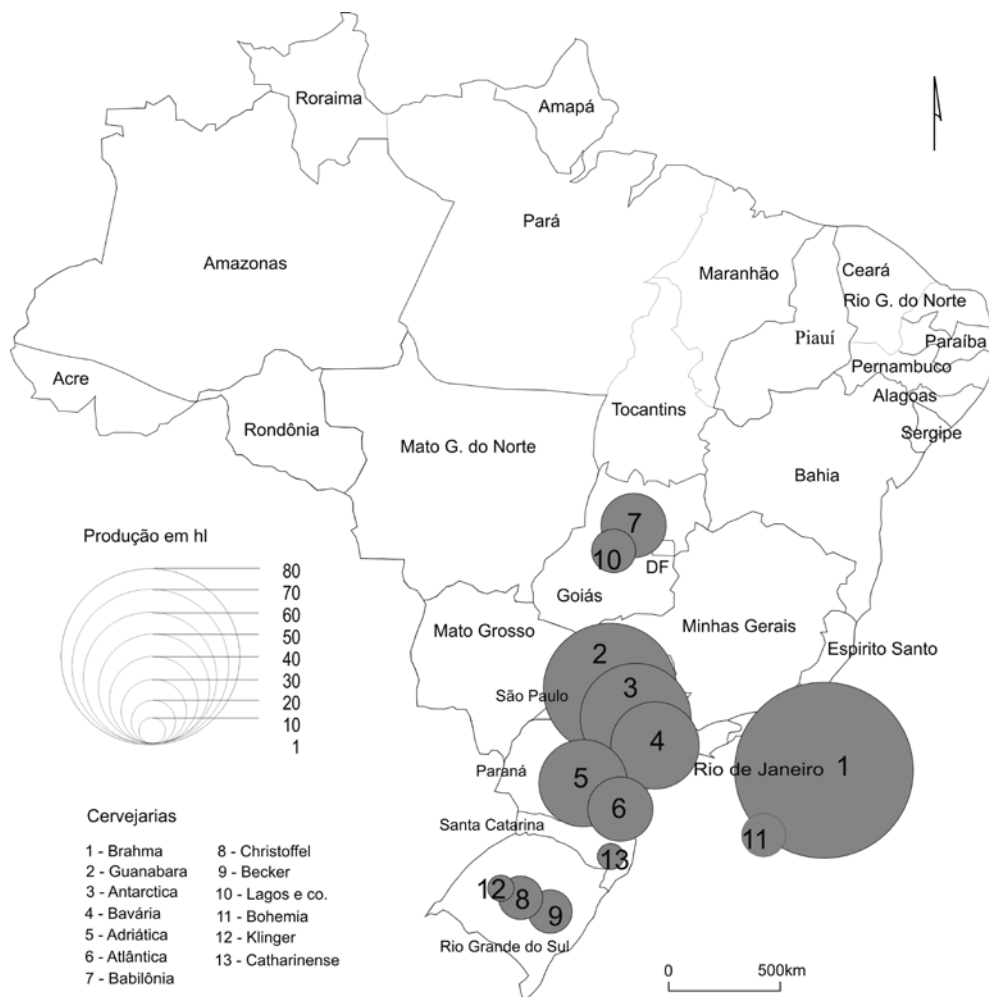 Roraima
Amapá
Pará
Amazonas
Maranhão
Ceará
Rio G. do Norte
Piauí
Paraíba
Pernambuco
Acre
Alagoas
Tocantins
Rondônia
Sergipe
Mato G. do Norte
Bahia
7
Produção em hl
10
DF
80
70
60
50
40
30
20
10
1
Goiás
Mato Grosso
Minhas Gerais
Espirito Santo
2
3
São Paulo
4
Rio de Janeiro
1
Paraná
5
6
11
Santa Catarina
13
12
8
9
Rio Grande do Sul
Cervejarias
1 - Brahma
2 - Guanabara
3 - Antarctica
4 - Bavária
5 - Adriática
6 - Atlântica
7 - Babilônia
8 - Christoffel
9 - Becker
10 - Lagos e co.
11 - Bohemia
12 - Klinger
13 - Catharinense
0 500km